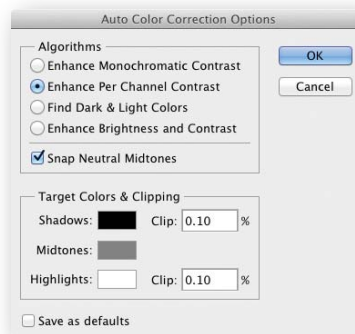 Auto Color Correction Options
Algorithms
Enhance Monochromatic Contrast
Enhance Per Channel Contrast
Find Dark & Light Colors
Enhance Brightness and Contrast
Snap Neutral Midtones
OK
Cancel
Target Colors & Clipping
Shadows: Clip: 0.10 %
Midtones:
Highlights: Clip: 0.10 %
Save as defaults